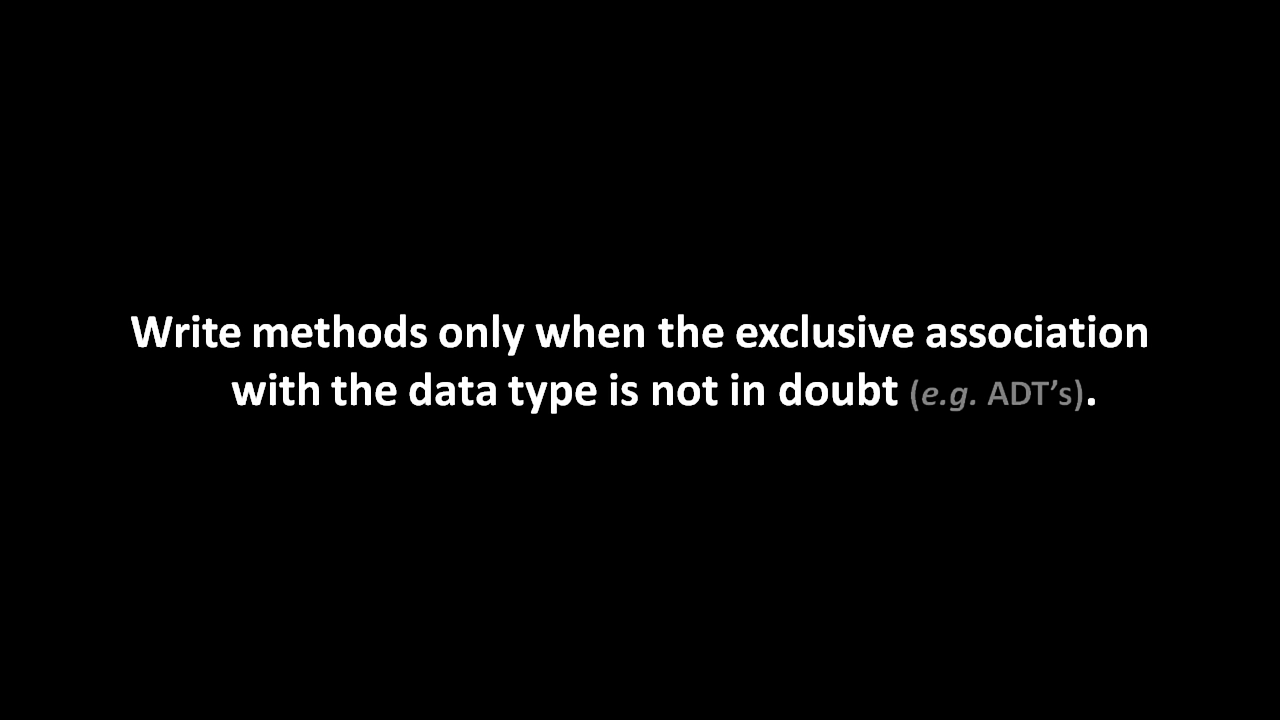 Write methods only when the exclusive association
with the data type is not in doubt (e.g. ADT’s).